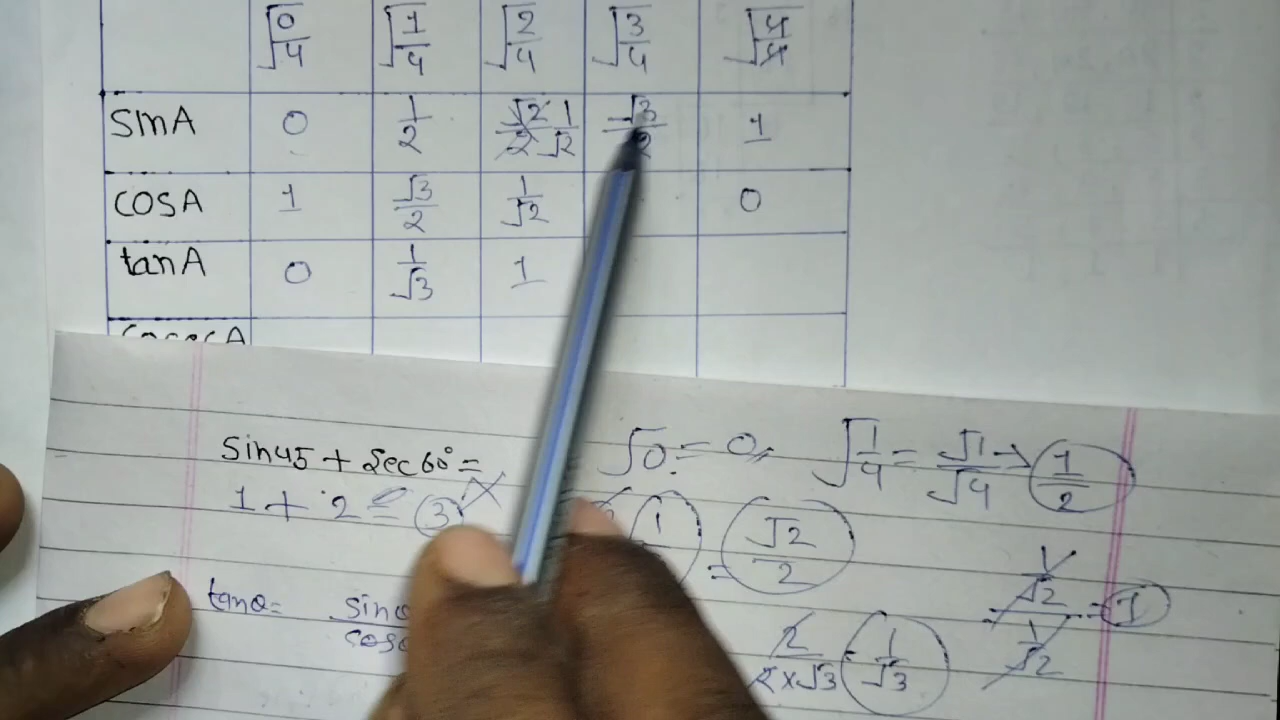 √0/4 √1/4 √2/4 √3/4 √4/4
sinA 0 1/2 √2/2 1/√2 √3/2 1
cosA 1 √3/2 1/√2 0
tanA 0 1/√3 1
cosecA
sin45 + sec60° = √0 = 0 √1/4 = √1/√4 → 1/2
1 + 2 = 3 1 = √2/2
tanθ = 1/√2 / 1/√2 = 1
2/2×√3 = 1/√3